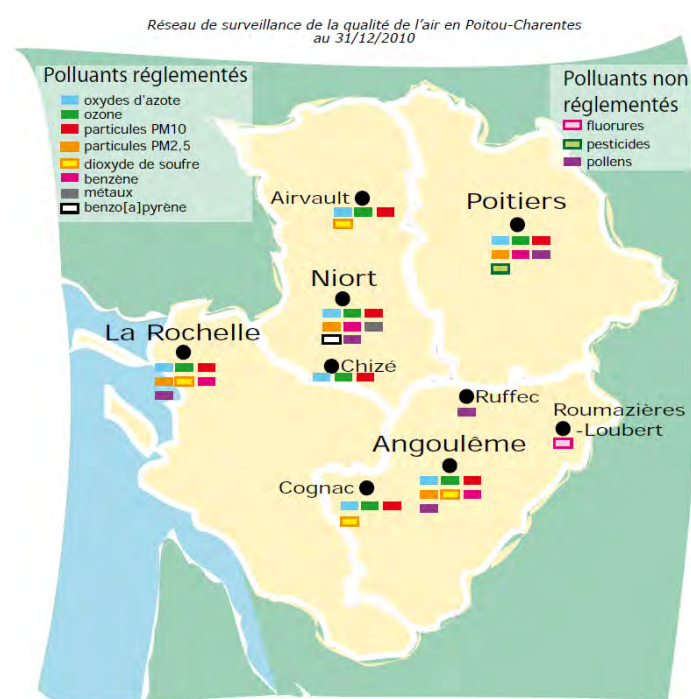 Réseau de surveillance de la qualité de l'air en Poitou-Charentes
au 31/12/2010
Polluants réglementés
oxydes d'azote
ozone
particules PM10
particules PM2,5
dioxyde de soufre
benzène
métaux
benzo[a]pyrène
Polluants non
réglementés
fluorures
pesticides
pollens
Airvault
Poitiers
Niort
La Rochelle
Chizé
Ruffec
Roumazières
-Loubert
Angoulême
Cognac